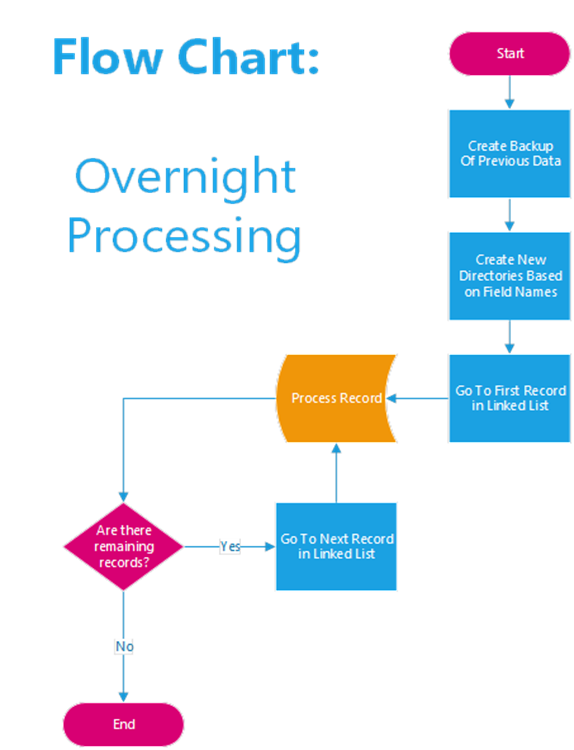 Flow Chart:
Overnight
Processing
Start
Create Backup
Of Previous Data
Create New
Directories Based
on Field Names
Go To First Record
in Linked List
Process Record
Are there
remaining
records?
Yes
Go To Next Record
in Linked List
No
End